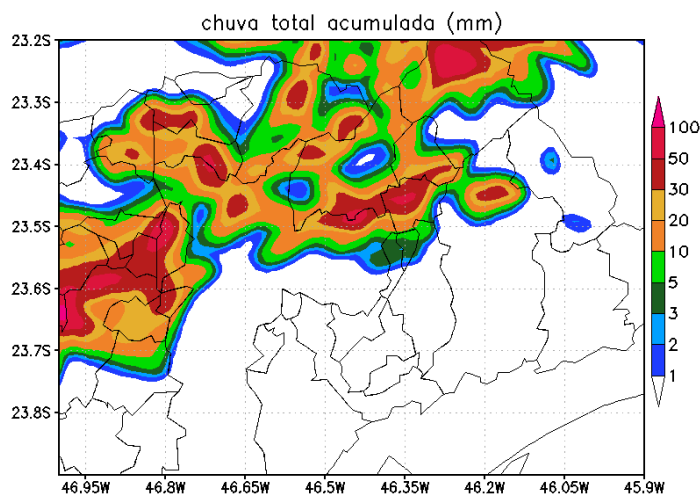 chuva total acumulada (mm)
23.2S
23.3S
23.4S
23.5S
23.6S
23.7S
23.8S
46.95W 46.8W 46.65W 46.5W 46.35W 46.2W 46.05W 45.9W
100
50
30
20
10
5
3
2
1